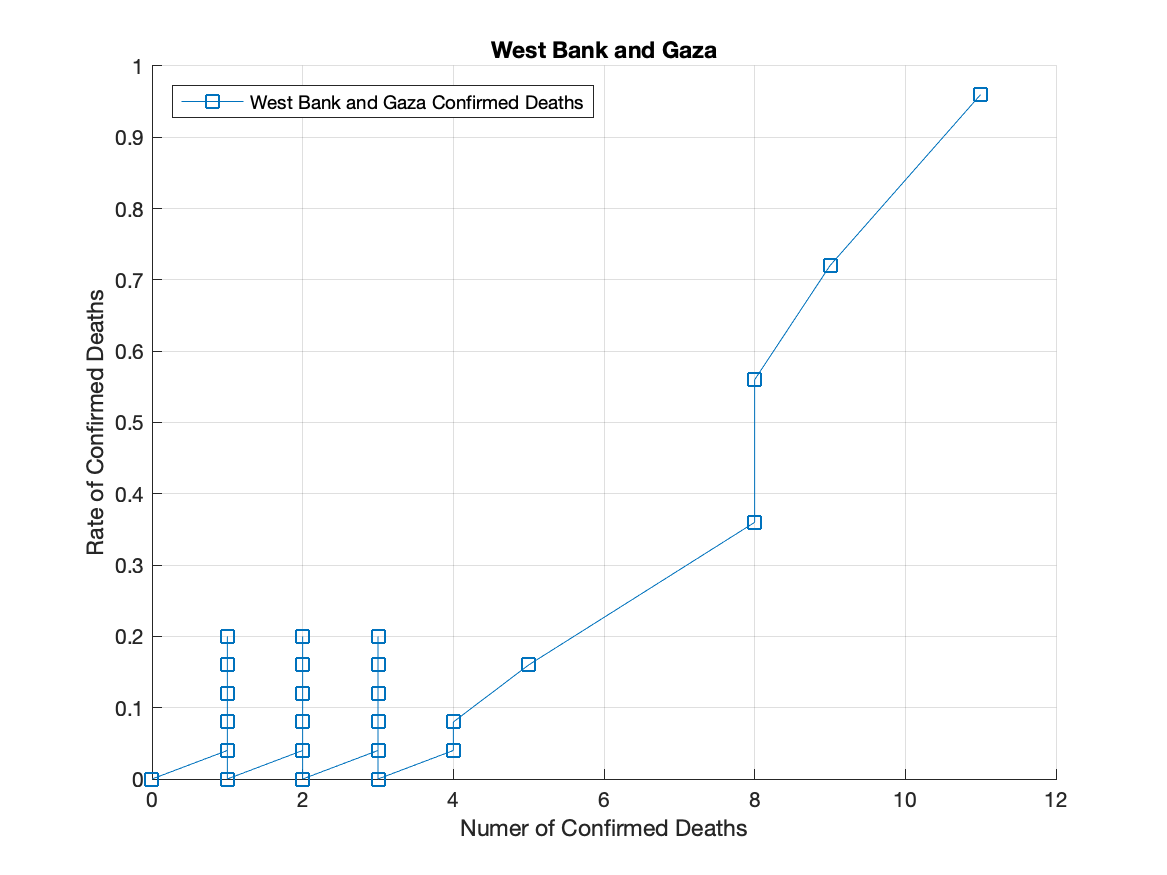 West Bank and Gaza
West Bank and Gaza Confirmed Deaths
1
0.9
0.8
0.7
0.6
0.5
0.4
0.3
0.2
0.1
0
Rate of Confirmed Deaths
0 2 4 6 8 10 12
Numer of Confirmed Deaths